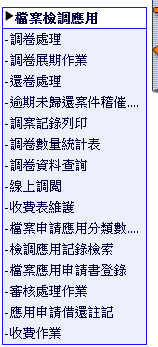 ▶檔案檢調應用
-調卷處理
-調卷展期作業
-還卷處理
-逾期未歸還案件稽催....
-調案記錄列印
-調卷數量統計表
-調卷資料查詢
-線上調閱
-收費表維護
-檔案申請應用分類數....
-檢調應用記錄檢索
-檔案應用申請書登錄
-審核處理作業
-應用申請借還註記
-收費作業